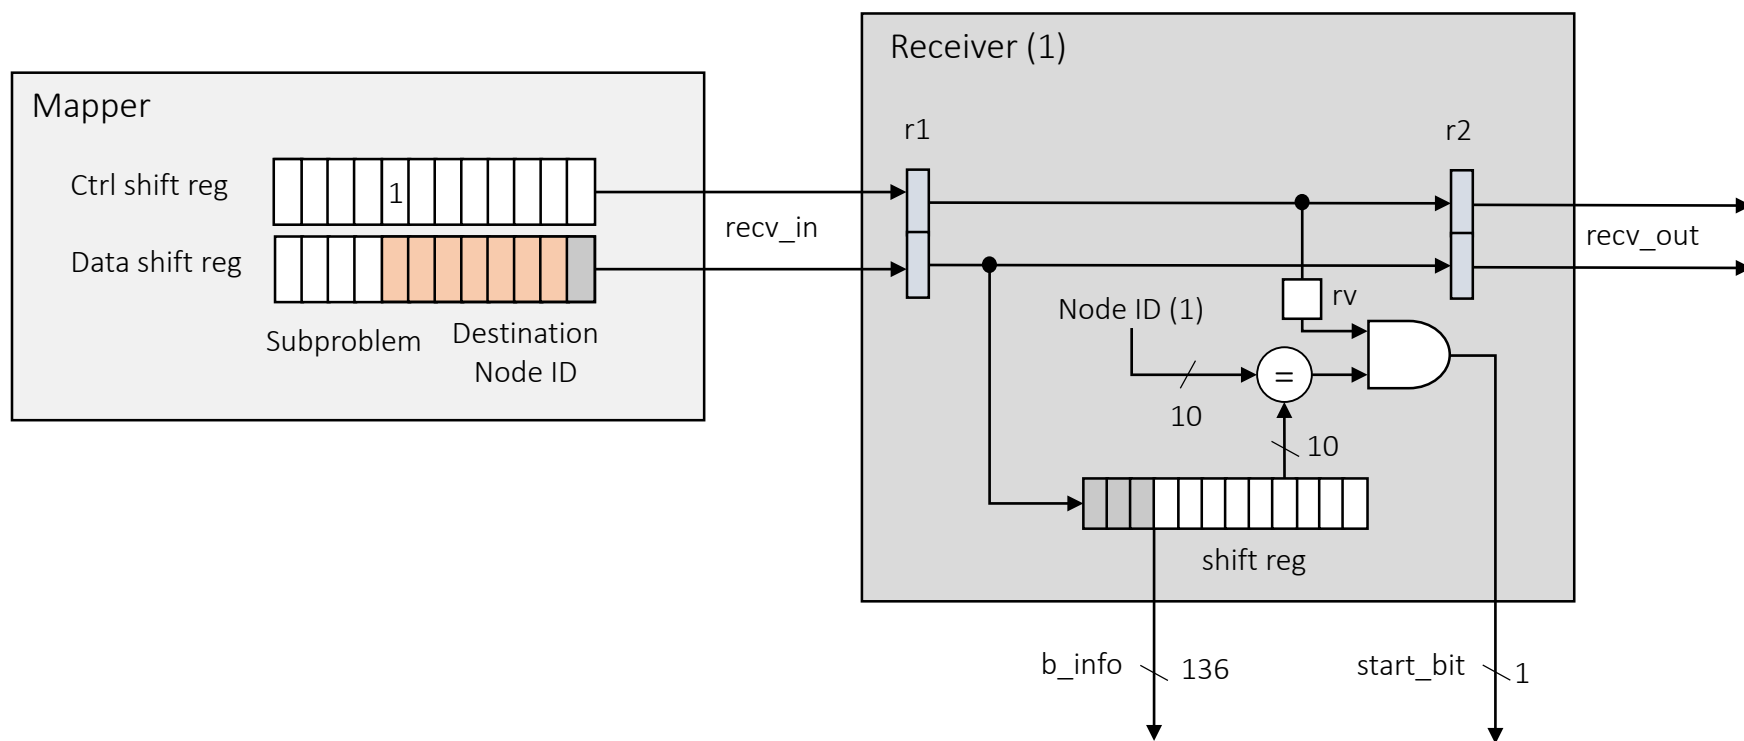 Receiver (1)
Mapper
r1
r2
Ctrl shift reg
1
recv_in
recv_out
Data shift reg
Node ID (1)
rv
Subproblem
Destination
Node ID
=
10
10
shift reg
b_info
136
start_bit
1